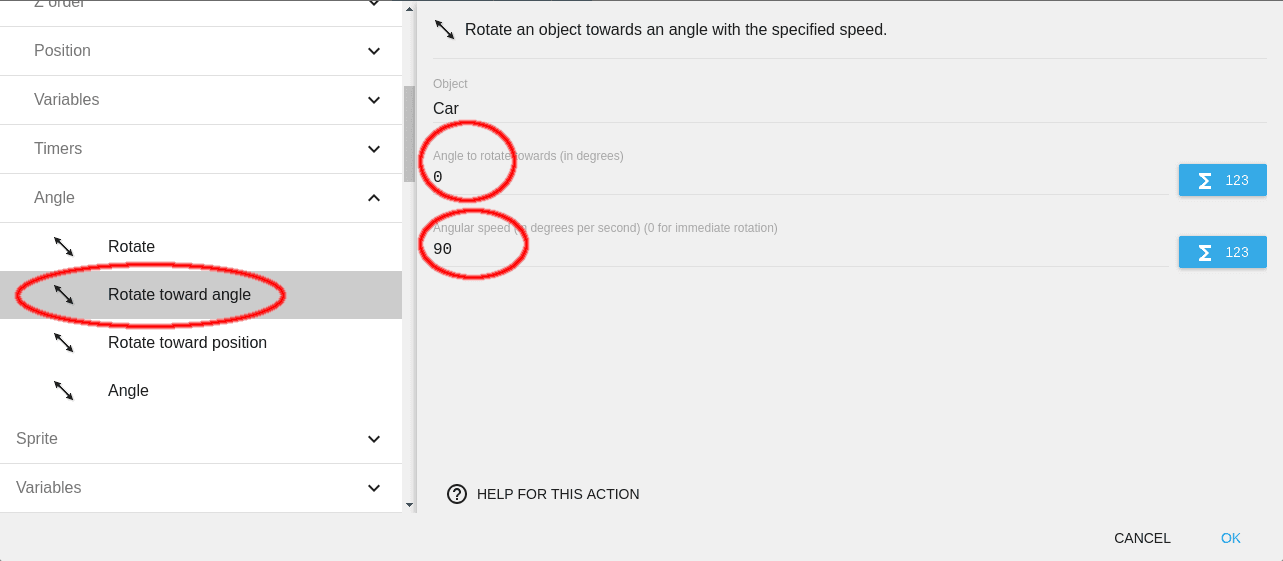 Z order
Position
Variables
Timers
Angle
Rotate
Rotate toward angle
Rotate toward position
Angle
Sprite
Variables
Rotate an object towards an angle with the specified speed.
Object
Car
Angle to rotate towards (in degrees)
0
123
Angular speed (in degrees per second) (0 for immediate rotation)
90
123
HELP FOR THIS ACTION
CANCEL
OK